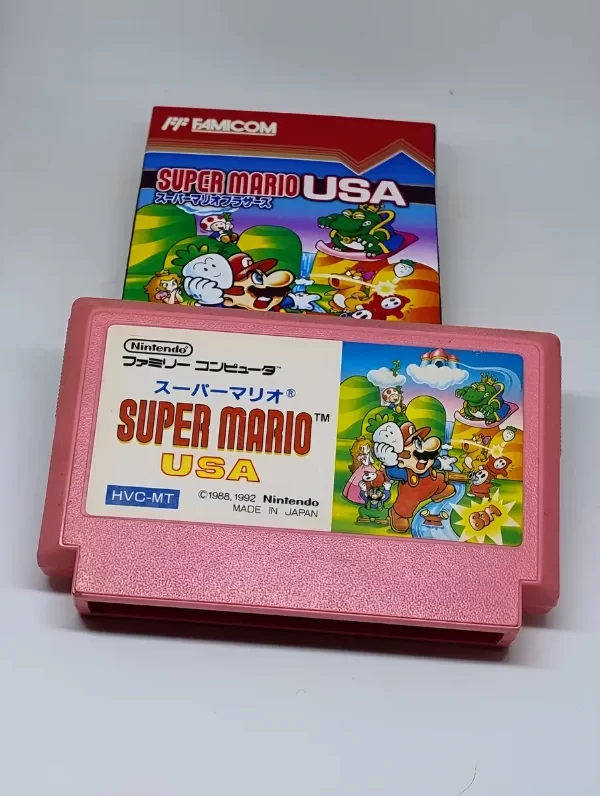 FAMICOM
SUPER MARIO USA
スーパーマリオブラザーズ
Nintendo
ファミリー コンピュータ™
スーパーマリオ®
SUPER MARIO™
USA
HVC-MT
©1988,1992 Nintendo
MADE IN JAPAN